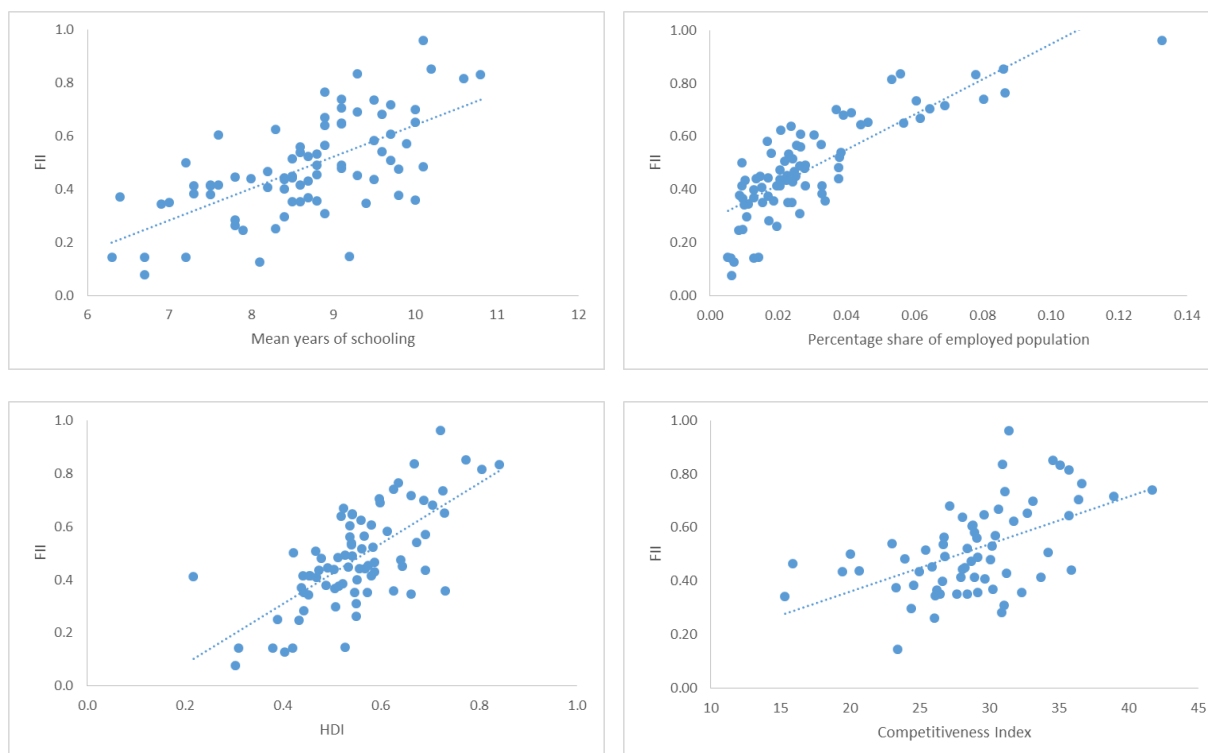 1.0
0.8
0.6
0.4
0.2
0.0
FII
6 7 8 9 10 11 12
Mean years of schooling
1.00
0.80
0.60
0.40
0.20
0.00
FII
0.00 0.02 0.04 0.06 0.08 0.10 0.12 0.14
Percentage share of employed population
1.0
0.8
0.6
0.4
0.2
0.0
FII
0.0 0.2 0.4 0.6 0.8 1.0
HDI
1.00
0.80
0.60
0.40
0.20
0.00
FII
10 15 20 25 30 35 40 45
Competitiveness Index